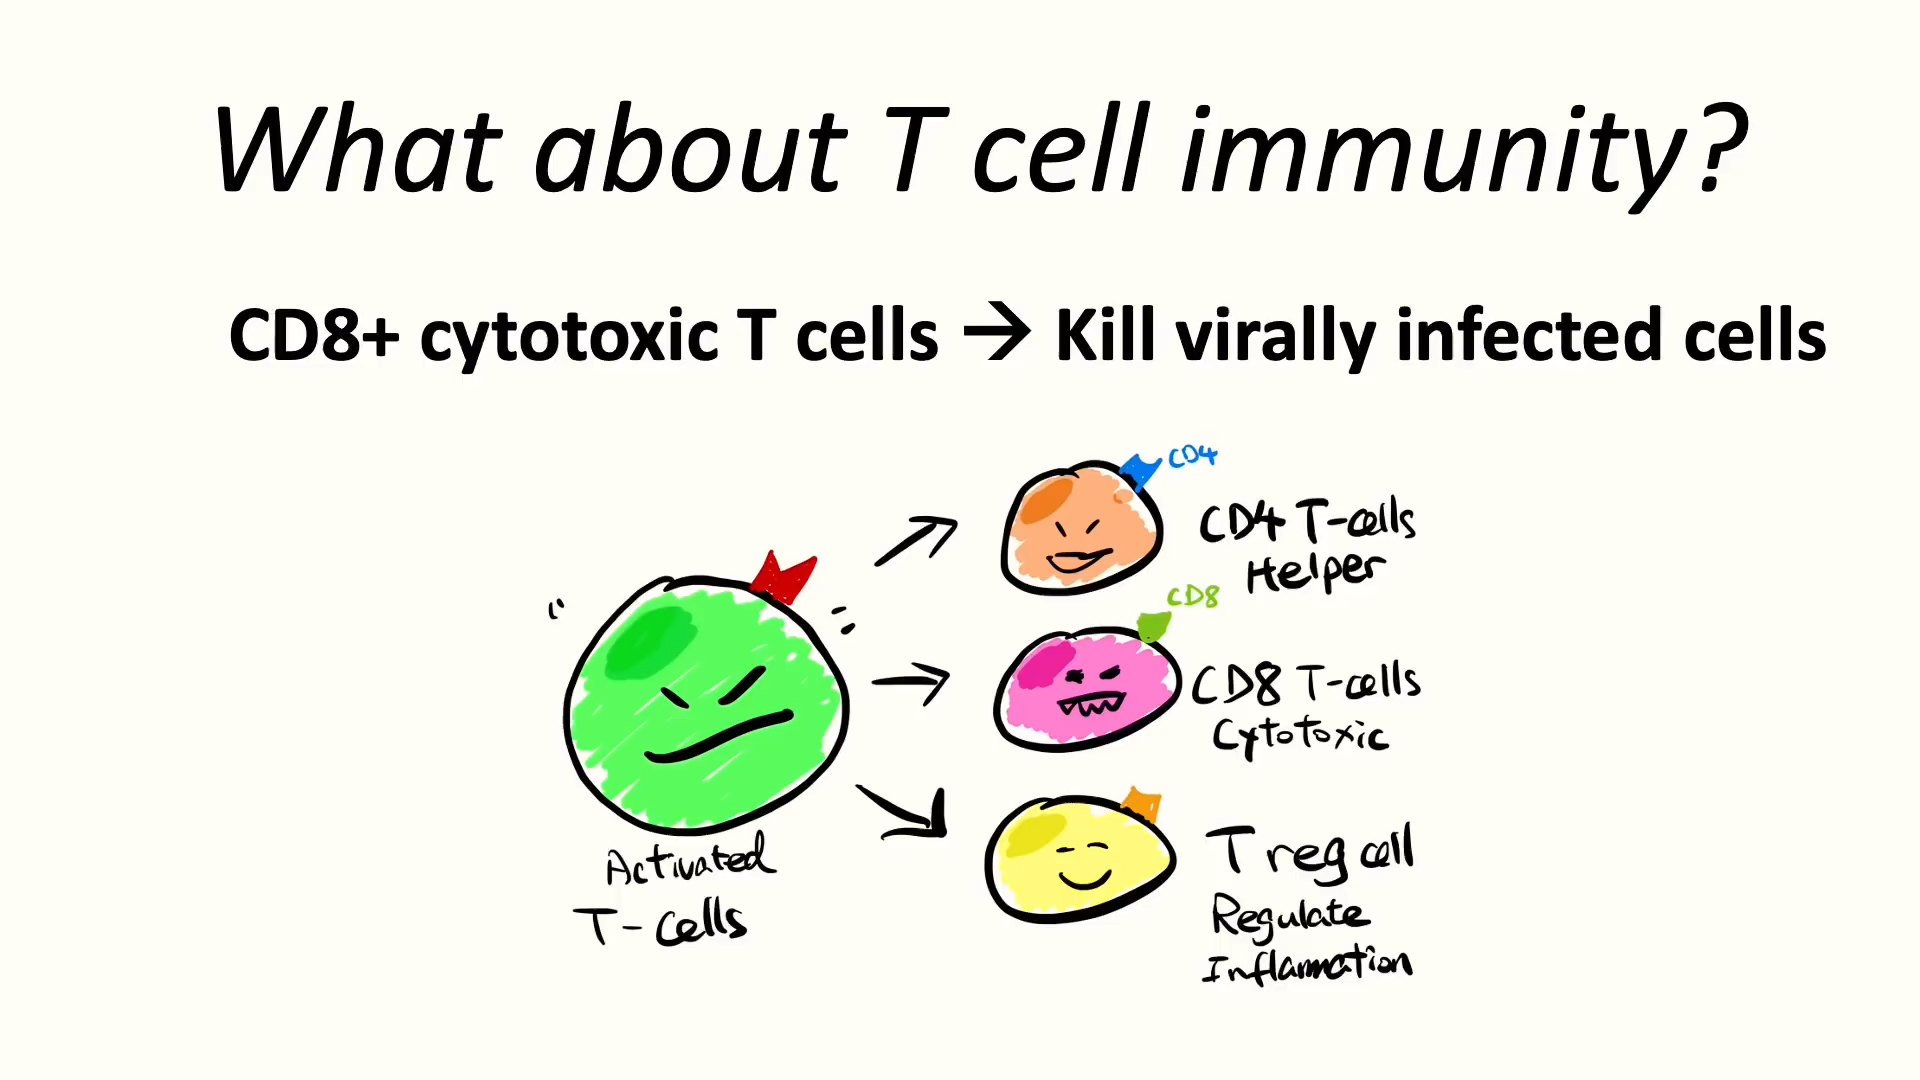 What about T cell immunity?
CD8+ cytotoxic T cells → Kill virally infected cells
CD4
CD4 T-cells
Helper
CD8
CD8 T-cells
Cytotoxic
Activated
T-cells
T reg cell
Regulate
Inflammation